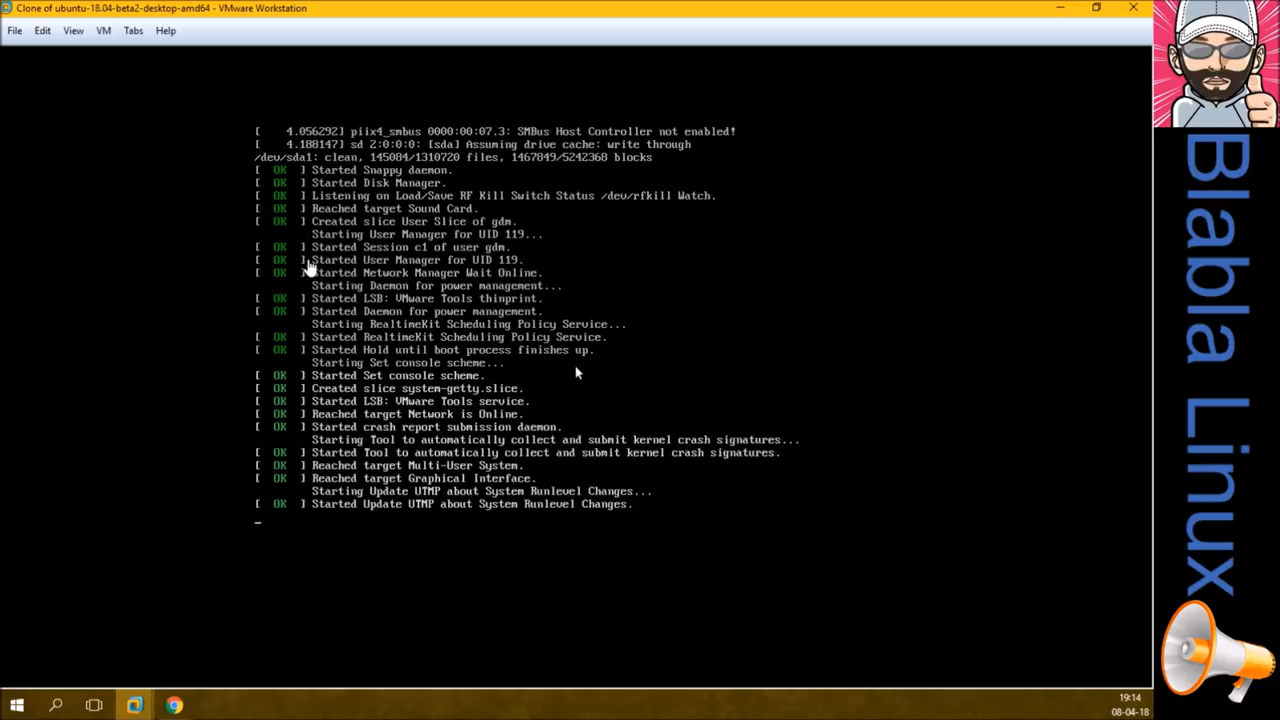 Clone of ubuntu-18.04-beta2-desktop-amd64 - VMware Workstation
File Edit View VM Tabs Help
[    4.056292] piix4_smbus 0000:00:07.3: SMBus Host Controller not enabled!
[    4.188147] sd 2:0:0:0: [sda] Assuming drive cache: write through
/dev/sda1: clean, 145084/1310720 files, 1467849/5242368 blocks
[  OK  ] Started Snappy daemon.
[  OK  ] Started Disk Manager.
[  OK  ] Listening on Load/Save RF Kill Switch Status /dev/rfkill Watch.
[  OK  ] Reached target Sound Card.
[  OK  ] Created slice User Slice of gdm.
Starting User Manager for UID 119...
[  OK  ] Started Session c1 of user gdm.
[  OK  ] Started User Manager for UID 119.
[  OK  ] Started Network Manager Wait Online.
Starting Daemon for power management...
[  OK  ] Started LSB: VMware Tools thinprint.
[  OK  ] Started Daemon for power management.
Starting RealtimeKit Scheduling Policy Service...
[  OK  ] Started RealtimeKit Scheduling Policy Service.
[  OK  ] Started Hold until boot process finishes up.
Starting Set console scheme...
[  OK  ] Started Set console scheme.
[  OK  ] Created slice system-getty.slice.
[  OK  ] Started LSB: VMware Tools service.
[  OK  ] Reached target Network is Online.
[  OK  ] Started crash report submission daemon.
Starting Tool to automatically collect and submit kernel crash signatures...
[  OK  ] Started Tool to automatically collect and submit kernel crash signatures.
[  OK  ] Reached target Multi-User System.
[  OK  ] Reached target Graphical Interface.
Starting Update UTMP about System Runlevel Changes...
[  OK  ] Started Update UTMP about System Runlevel Changes.
_
19:14
08-04-18
Blabla Linux